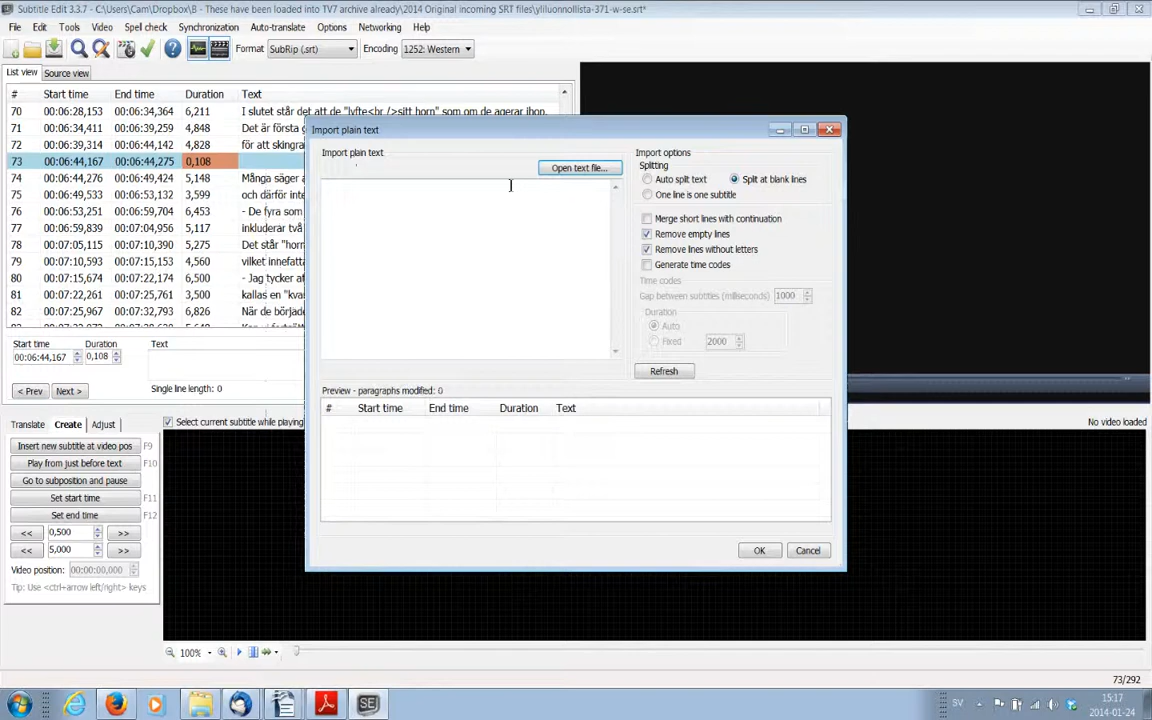 Subtitle Edit 3.3.7 - C:\Users\Cam\Dropbox\B - These have been loaded into TV7 archive already\2014 Original incoming SRT files\yliluonnollista-371-w-se.srt*
File Edit Tools Video Spell check Synchronization Auto-translate Options Networking Help
Format SubRip (.srt) Encoding 1252: Western
List view Source view
# Start time End time Duration Text
70 00:06:28,153 00:06:34,364 6,211 I slutet står det att de "lyfte<br />sitt horn" som om de agerar ihop.
71 00:06:34,411 00:06:39,259 4,848 Det är första g
72 00:06:39,314 00:06:44,142 4,828 för att skingra
73 00:06:44,167 00:06:44,275 0,108
74 00:06:44,276 00:06:49,424 5,148 Många säger a
75 00:06:49,533 00:06:53,132 3,599 och därför inte
76 00:06:53,251 00:06:59,704 6,453 - De fyra som
77 00:06:59,839 00:07:04,956 5,117 inkluderar två
78 00:07:05,115 00:07:10,390 5,275 Det står "horr
79 00:07:10,593 00:07:15,153 4,560 vilket innefatta
80 00:07:15,674 00:07:22,174 6,500 - Jag tycker at
81 00:07:22,261 00:07:25,761 3,500 kallas en "kva
82 00:07:25,967 00:07:32,793 6,826 När de började
Start time Duration Text
00:06:44,167 0,108
< Prev Next > Single line length: 0
Translate Create Adjust
Select current subtitle while playing
No video loaded
Insert new subtitle at video pos F9
Play from just before text F10
Go to subposition and pause
Set start time F11
Set end time F12
<< 0,500 >>
<< 5,000 >>
Video position: 00:00:00,000
Tip: Use <ctrl+arrow left/right> keys
Import plain text
Import plain text
Open text file...
Import options
Splitting
Auto split text Split at blank lines
One line is one subtitle
Merge short lines with continuation
Remove empty lines
Remove lines without letters
Generate time codes
Time codes
Gap between subtitles (milliseconds) 1000
Duration
Auto
Fixed 2000
Refresh
Preview - paragraphs modifed: 0
# Start time End time Duration Text
OK Cancel
100%
73/292
SV
15:17
2014-01-24